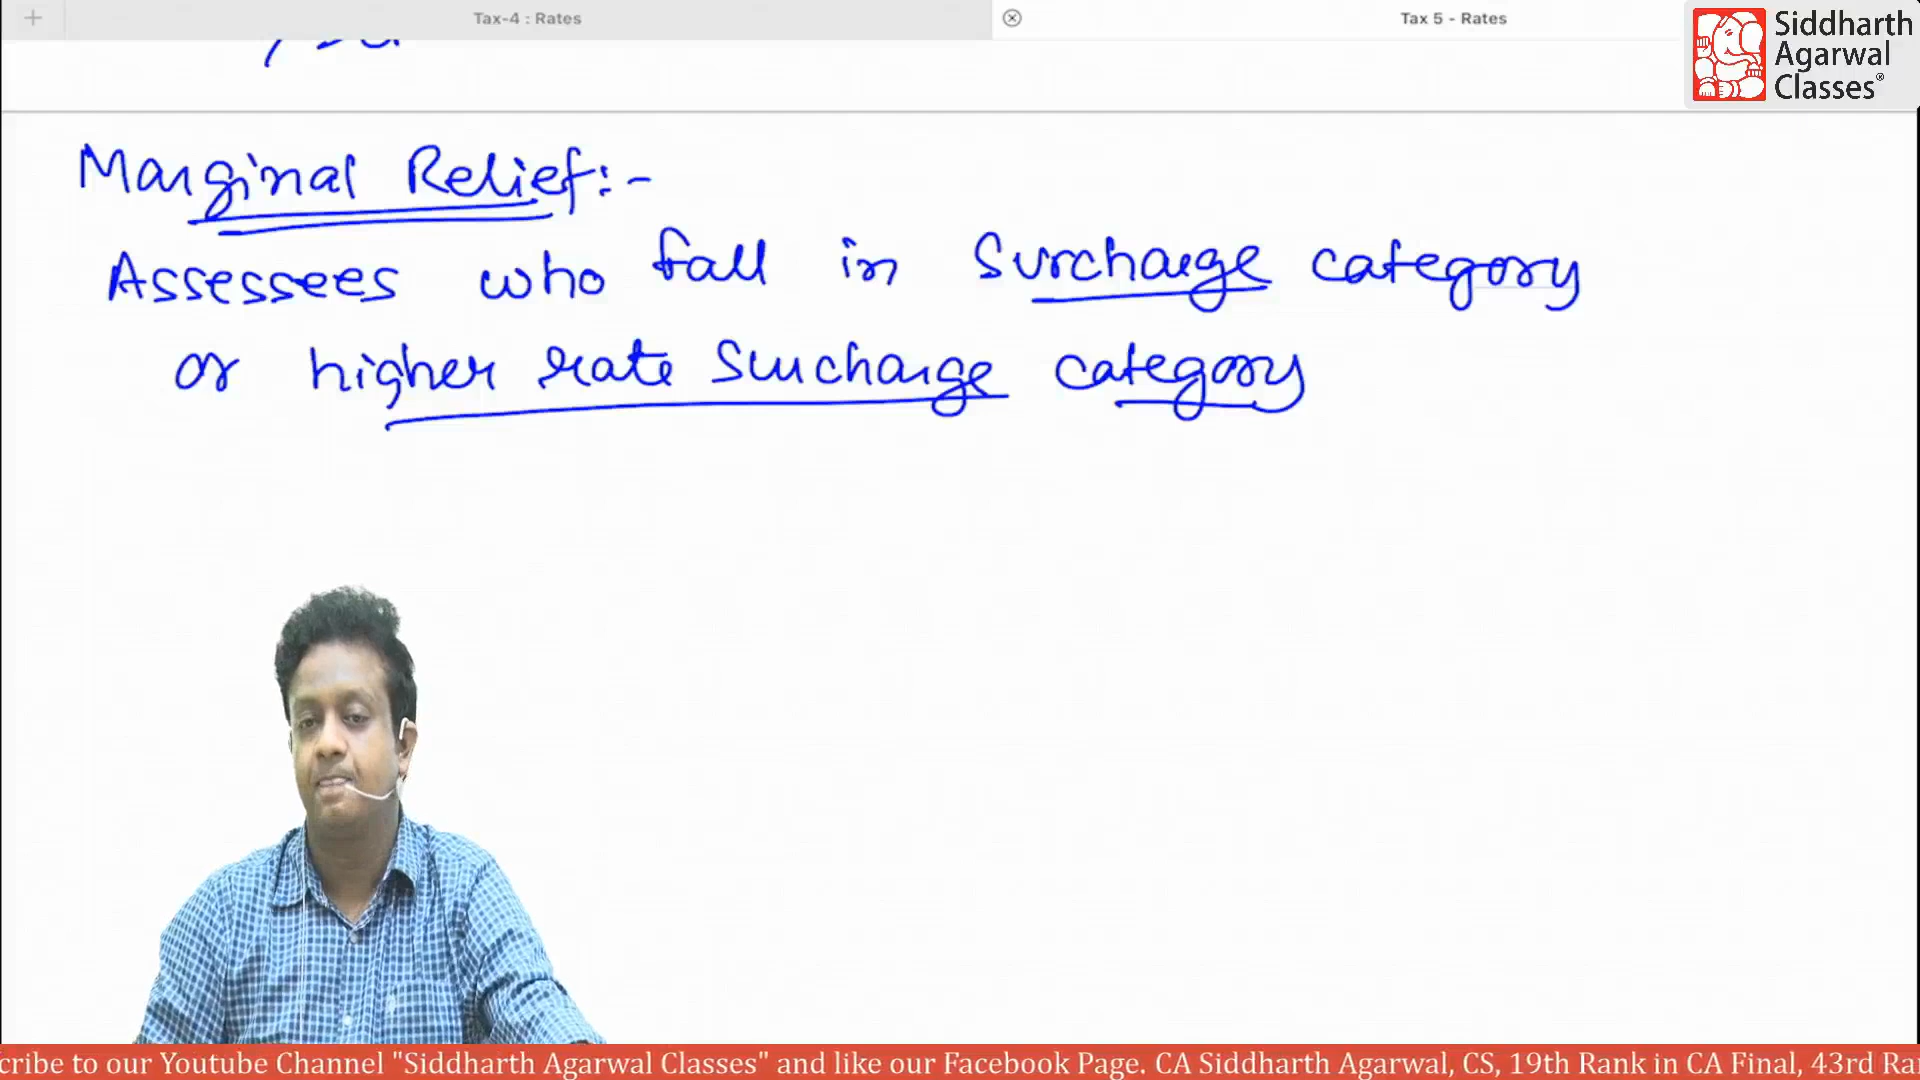 Tax-4 : Rates
Tax 5 - Rates
Siddharth
Agarwal
Classes®
Marginal Relief:-
Assessees who fall in Surcharge category
or higher rate surcharge category
cribe to our Youtube Channel "Siddharth Agarwal Classes" and like our Facebook Page. CA Siddharth Agarwal, CS, 19th Rank in CA Final, 43rd Ra